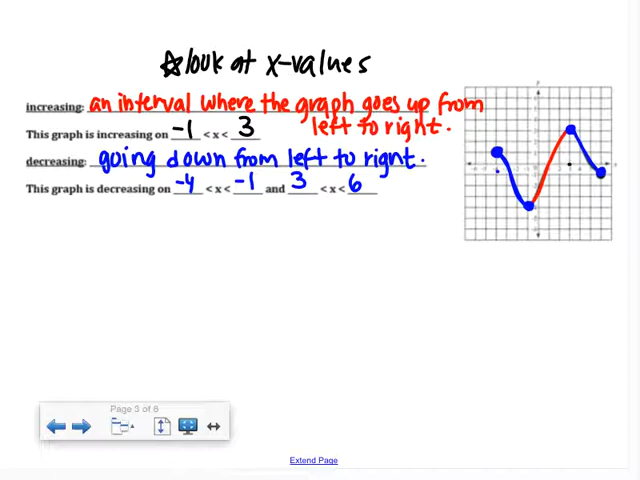 ☆look at x-values
increasing: an interval where the graph goes up from
left to right.
This graph is increasing on -1 < x < 3
decreasing: going down from left to right.
This graph is decreasing on -4 < x < -1 and 3 < x < 6
Page 3 of 6
Extend Page